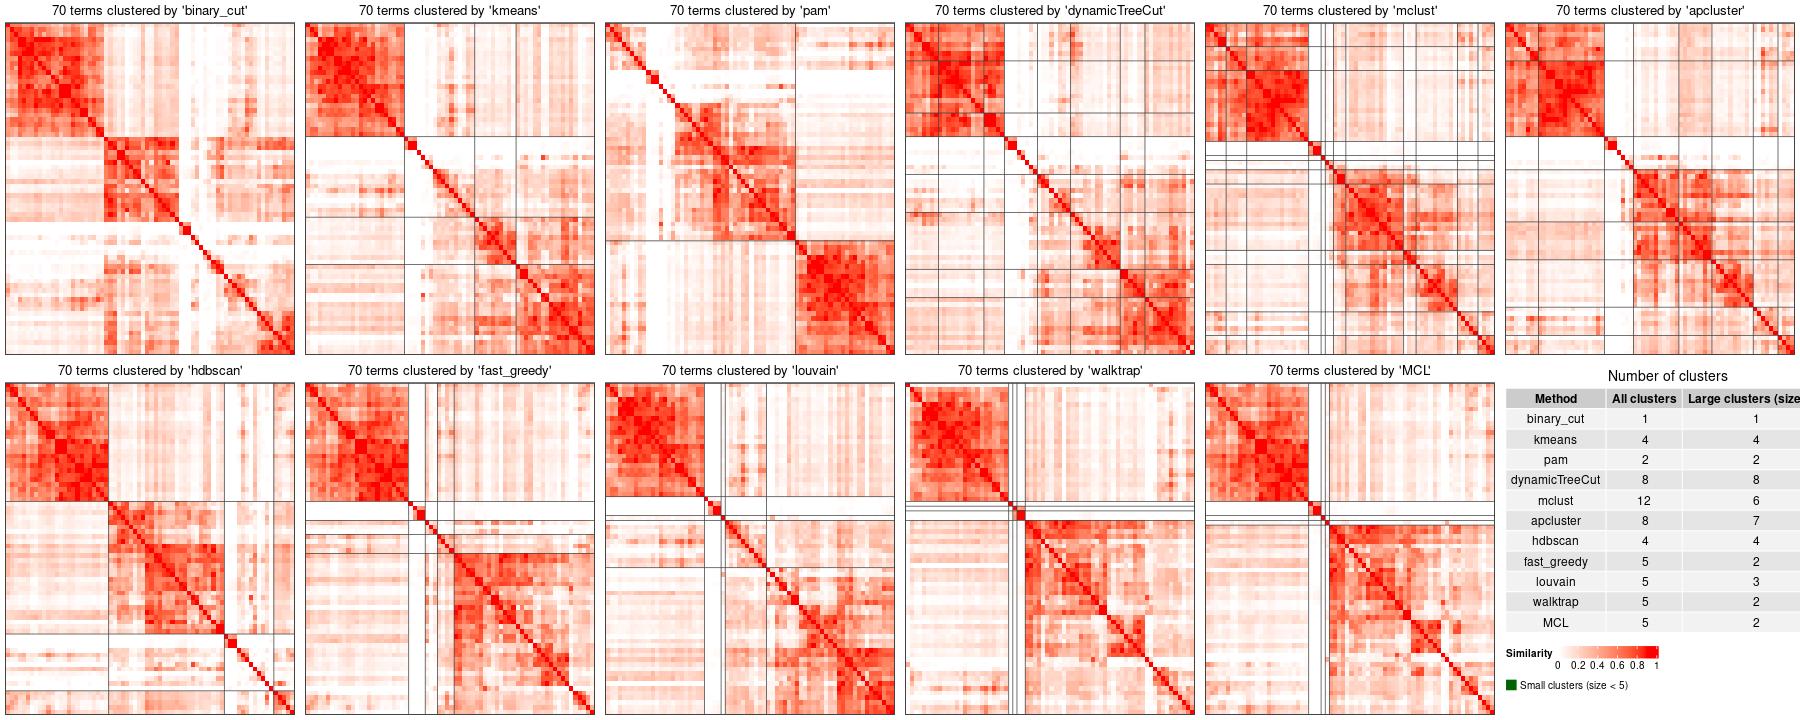 70 terms clustered by 'binary_cut'
70 terms clustered by 'kmeans'
70 terms clustered by 'pam'
70 terms clustered by 'dynamicTreeCut'
70 terms clustered by 'mclust'
70 terms clustered by 'apcluster'
70 terms clustered by 'hdbscan'
70 terms clustered by 'fast_greedy'
70 terms clustered by 'louvain'
70 terms clustered by 'walktrap'
70 terms clustered by 'MCL'
Number of clusters
Method All clusters Large clusters (size
binary_cut 1 1
kmeans 4 4
pam 2 2
dynamicTreeCut 8 8
mclust 12 6
apcluster 8 7
hdbscan 4 4
fast_greedy 5 2
louvain 5 3
walktrap 5 2
MCL 5 2
Similarity
0 0.2 0.4 0.6 0.8 1
Small clusters (size < 5)